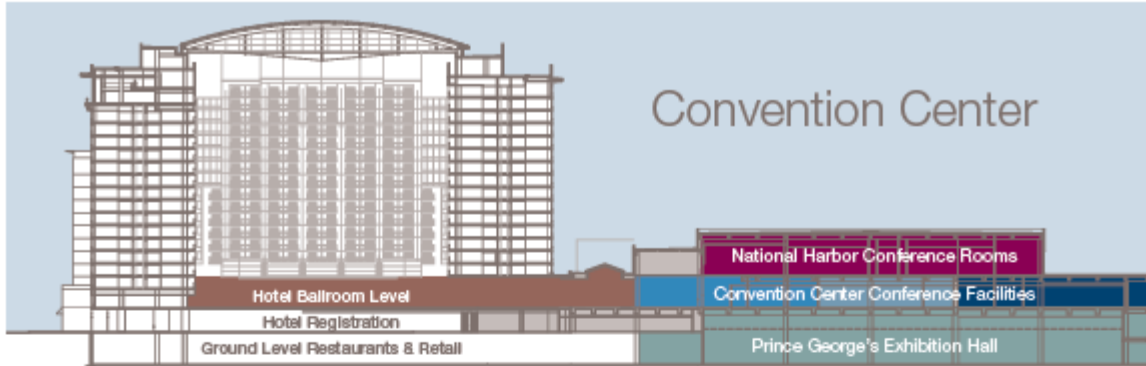 Convention Center
National Harbor Conference Rooms
Hotel Ballroom Level
Convention Center Conference Facilities
Hotel Registration
Ground Level Restaurants & Retail
Prince George's Exhibition Hall